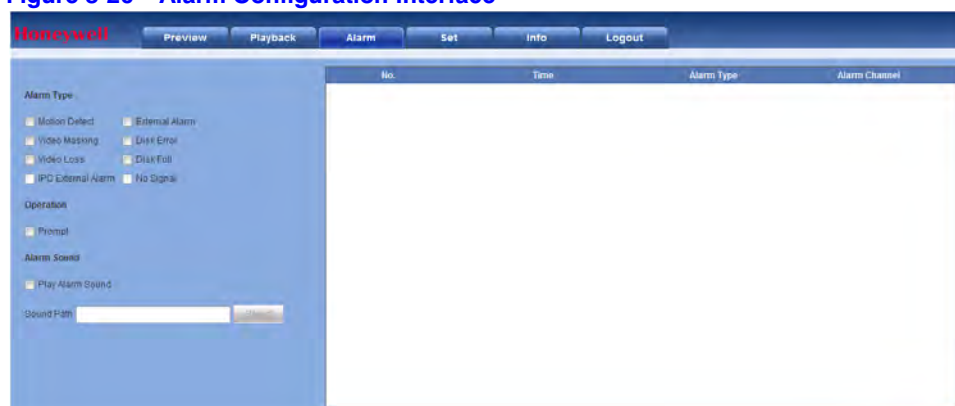 Figure 8-20 Alarm Configuration Interface
Honeywell Preview Playback Alarm Set Info Logout
No. Time Alarm Type Alarm Channel
Alarm Type
Motion Detect External Alarm
Video Masking Disk Error
Video Loss Disk Full
IPC External Alarm No Signal
Operation
Prompt
Alarm Sound
Play Alarm Sound
Sound Path